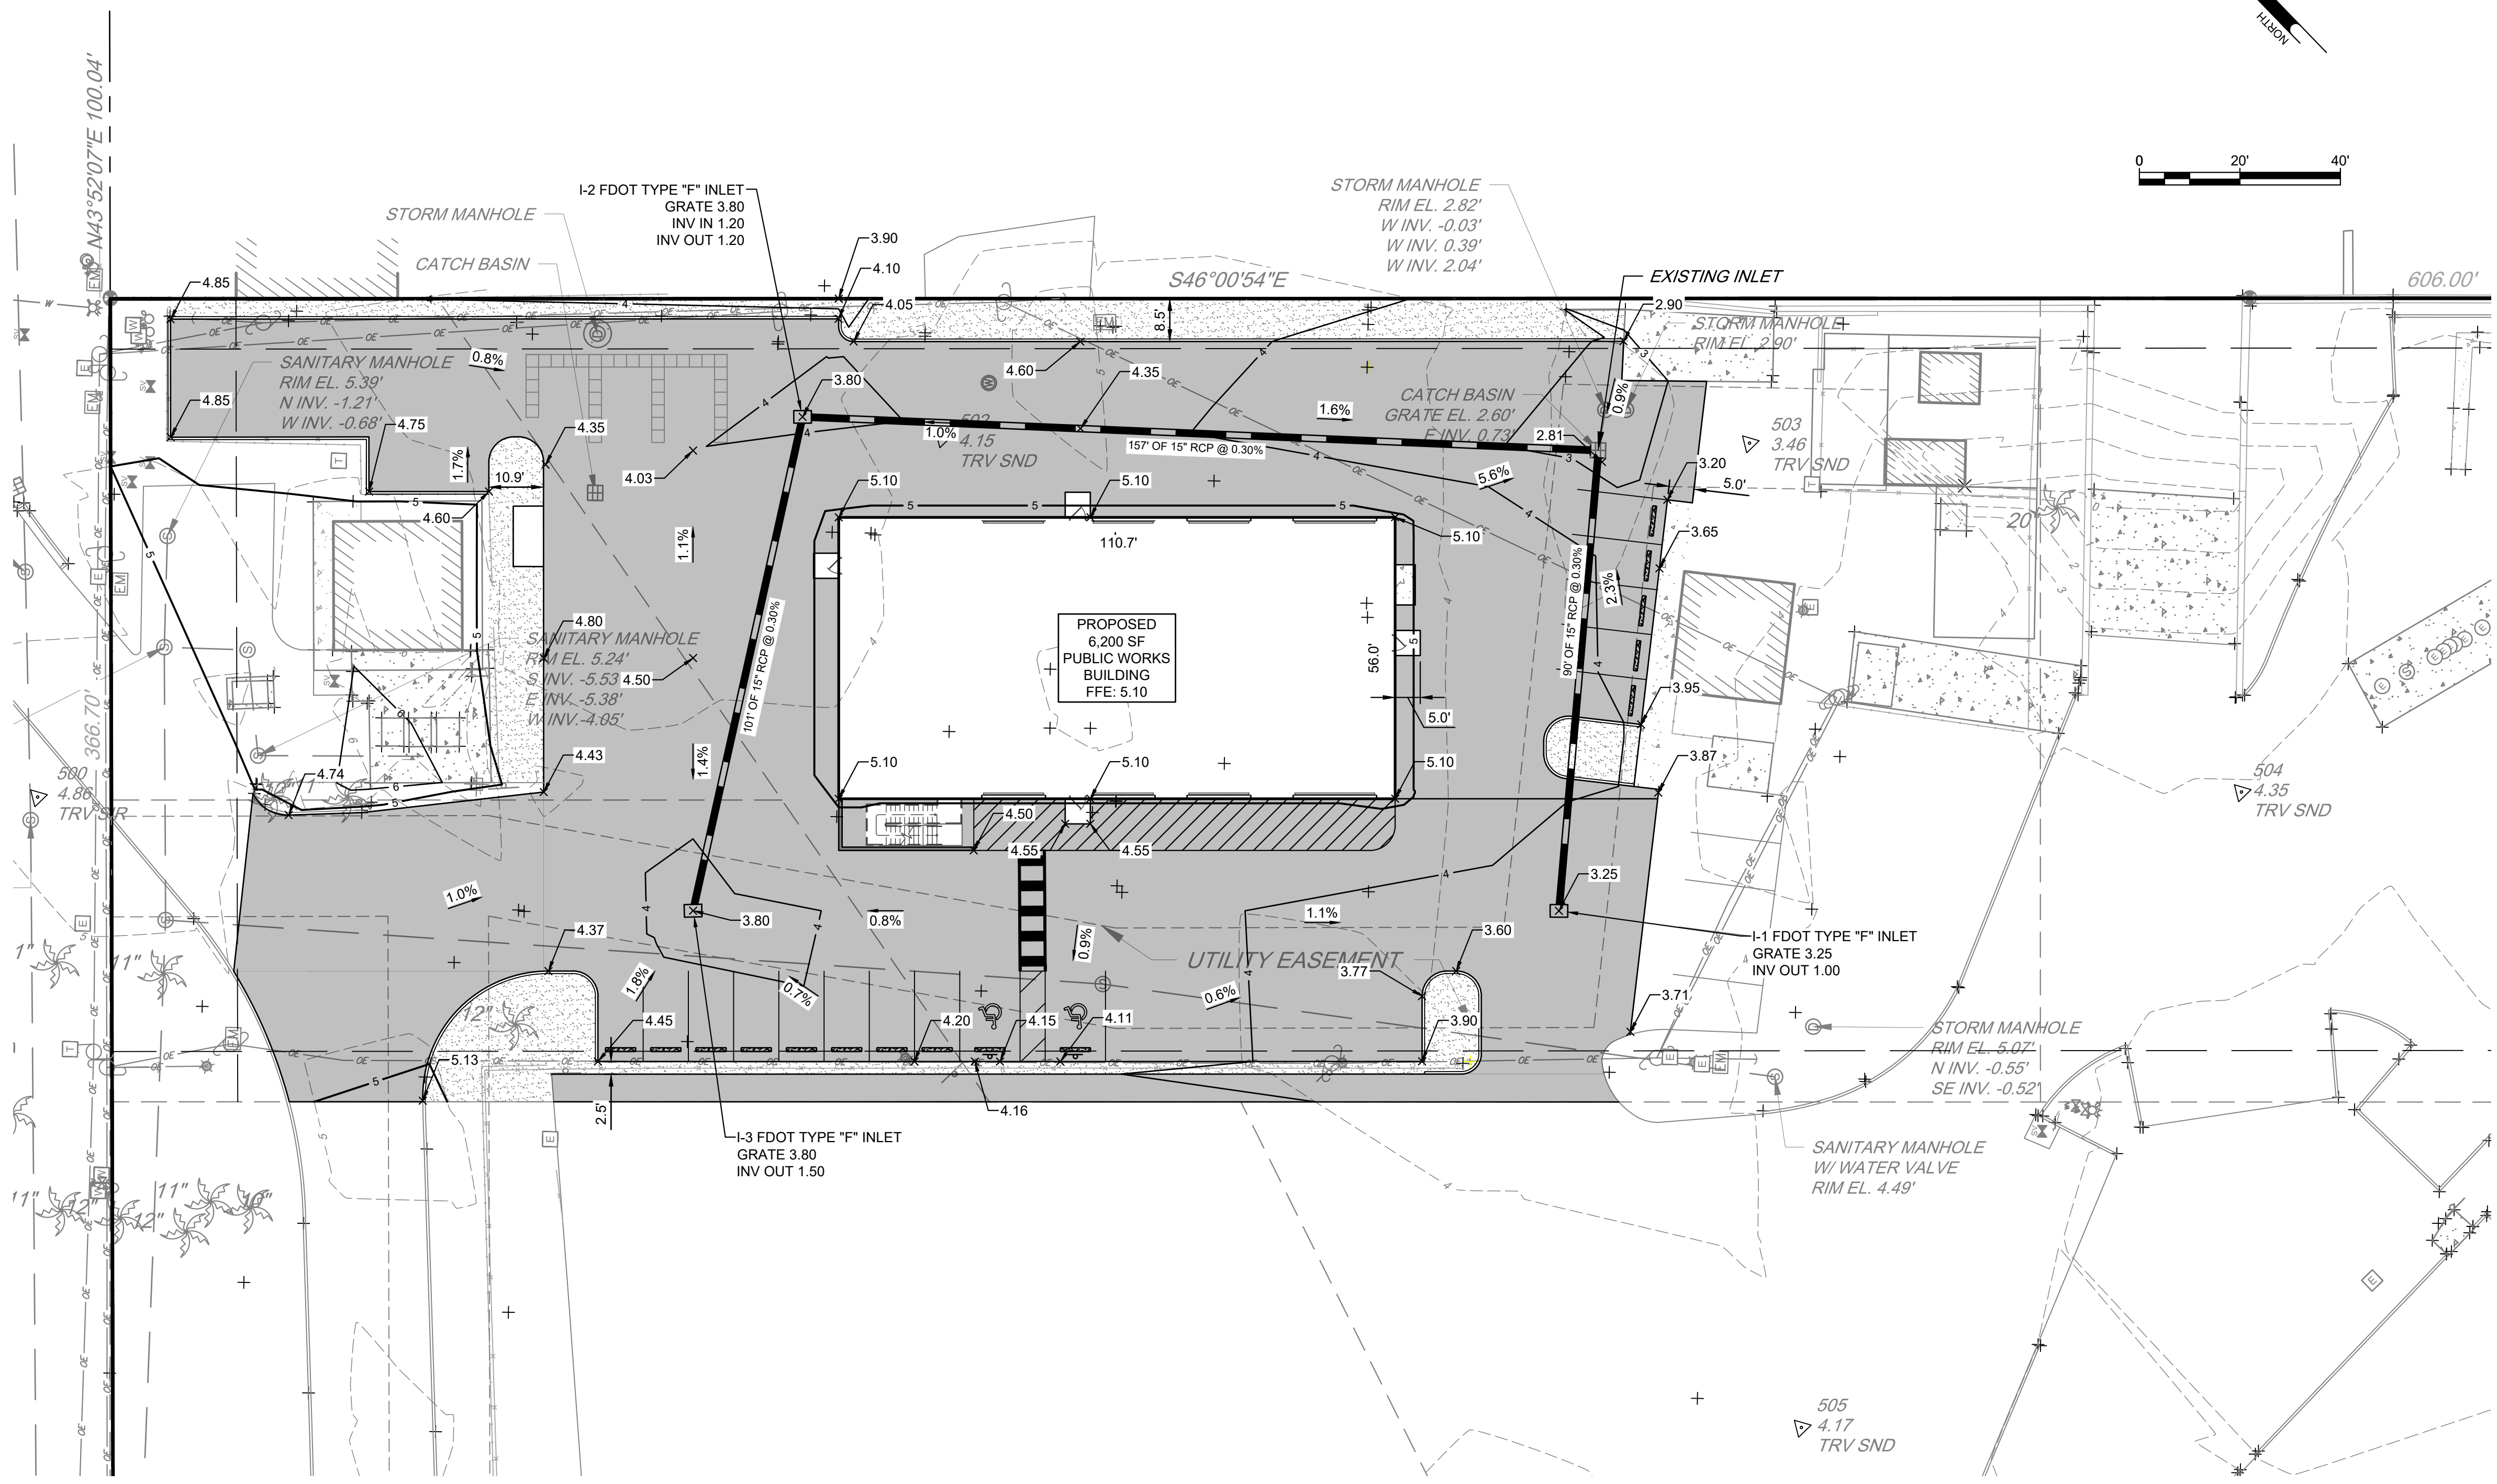 NORTH
0 20' 40'
N43°52'07"E 100.04'
I-2 FDOT TYPE "F" INLET
GRATE 3.80
INV IN 1.20
INV OUT 1.20
STORM MANHOLE
CATCH BASIN
3.90
4.10
4.05
S46°00'54"E
STORM MANHOLE
RIM EL. 2.82'
W INV. -0.03'
W INV. 0.39'
W INV. 2.04'
EXISTING INLET
2.90
606.00'
STORM MANHOLE
RIM EL. 2.90'
8.5'
4.85
SANITARY MANHOLE
RIM EL. 5.39'
N INV. -1.21'
W INV. -0.68'
0.8%
3.80
4.60
4.35
1.6%
0.9%
CATCH BASIN
GRATE EL. 2.60'
E INV. 0.73'
4.85
4.75
4.35
1.7%
10.9'
4.60
4.03
1.0%
502
4.15
TRV SND
157' OF 15" RCP @ 0.30%
2.81
503
3.46
TRV SND
3.20
5.0'
5.6%
5.10
5.10
5.10
110.7'
3.65
20"
1.1%
2.3%
90' OF 15" RCP @ 0.30%
101' OF 15" RCP @ 0.30%
PROPOSED
6,200 SF
PUBLIC WORKS
BUILDING
FFE: 5.10
56.0'
5.0'
4.80
SANITARY MANHOLE
RIM EL. 5.24'
S INV. -5.53
E INV. -5.38'
W INV. -4.05'
4.50
3.95
366.70'
1.4%
4.43
4.74
5.10
5.10
5.10
3.87
500
4.86
TRV SIR
504
4.35
TRV SND
4.50
4.55
4.55
1.0%
3.80
0.8%
0.9%
1.1%
3.25
I-1 FDOT TYPE "F" INLET
GRATE 3.25
INV OUT 1.00
UTILITY EASEMENT
4.37
3.60
3.77
1.8%
0.7%
0.6%
3.71
12"
4.45
4.20
4.15
4.11
3.90
5.13
4.16
2.5'
STORM MANHOLE
RIM EL. 5.07'
N INV. -0.55'
SE INV. -0.52'
I-3 FDOT TYPE "F" INLET
GRATE 3.80
INV OUT 1.50
SANITARY MANHOLE
W/ WATER VALVE
RIM EL. 4.49'
11"
11"
12"
11"
12"
10"
505
4.17
TRV SND